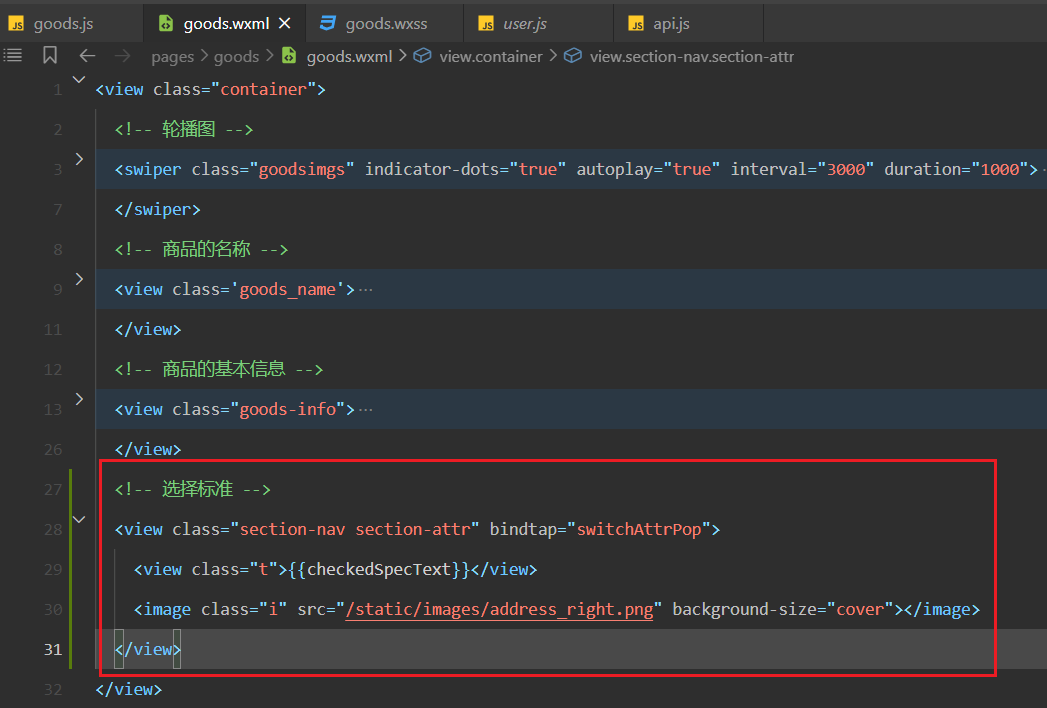 goods.js goods.wxml goods.wxss user.js api.js
pages > goods > goods.wxml > view.container > view.section-nav.section-attr
1 <view class="container">
2 <!-- 轮播图 -->
3 <swiper class="goodsimgs" indicator-dots="true" autoplay="true" interval="3000" duration="1000">
7 </swiper>
8 <!-- 商品的名称 -->
9 <view class='goods_name'>···
11 </view>
12 <!-- 商品的基本信息 -->
13 <view class="goods-info">···
26 </view>
27 <!-- 选择标准 -->
28 <view class="section-nav section-attr" bindtap="switchAttrPop">
29 <view class="t">{{checkedSpecText}}</view>
30 <image class="i" src="/static/images/address_right.png" background-size="cover"></image>
31 </view>
32 </view>